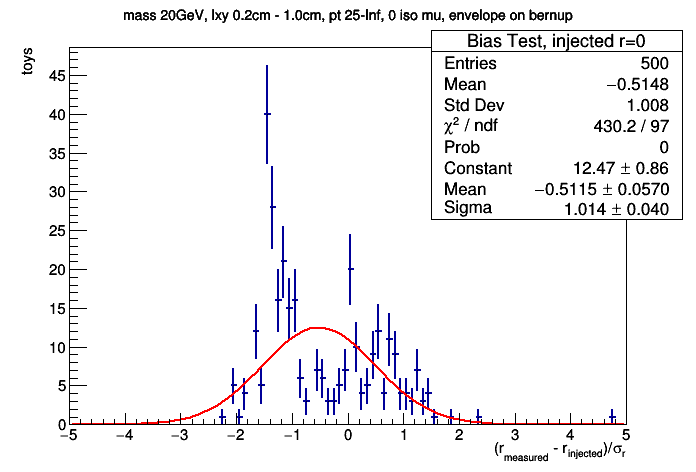 mass 20GeV, lxy 0.2cm - 1.0cm, pt 25-Inf, 0 iso mu, envelope on bernup
toys
Bias Test, injected r=0
Entries 500
Mean −0.5148
Std Dev 1.008
χ² / ndf 430.2 / 97
Prob 0
Constant 12.47 ± 0.86
Mean −0.5115 ± 0.0570
Sigma 1.014 ± 0.040
45
40
35
30
25
20
15
10
5
0
−5 −4 −3 −2 −1 0 1 2 3 4 5
(r_measured - r_injected)/σ_r